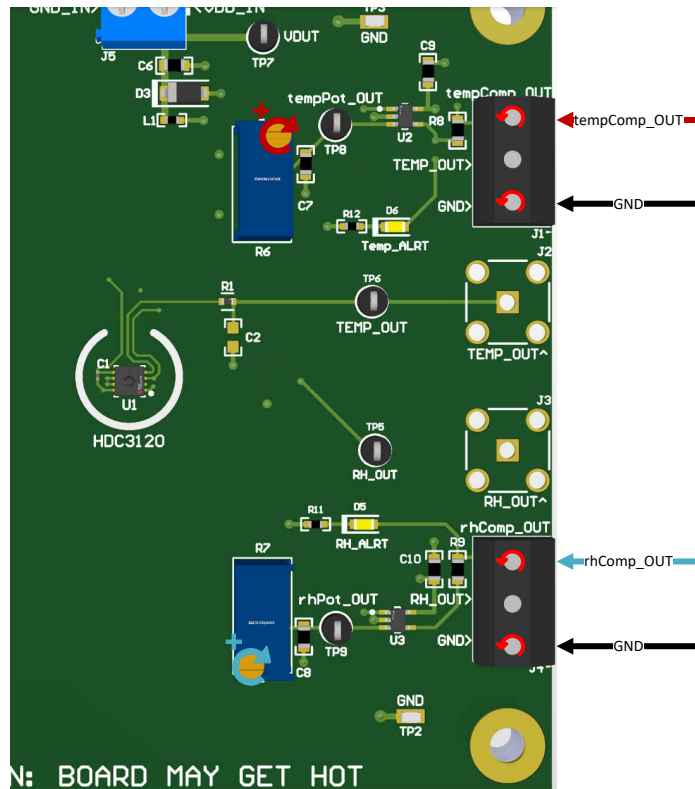 GND_IN>
<VDD_IN
J5
VDUT
TP7
TP3
GND
C6
D3
L1
C9
tempPot_OUT
TP8
U2
R8
tempComp_OUT
tempComp_OUT
+
C7
R6
TEMP_OUT>
GND>
GND
J1
R12
D6
Temp_ALRT
J2
R1
TP6
TEMP_OUT
C2
TEMP_OUT^
C1
U1
HDC3120
J3
TP5
RH_OUT
RH_OUT^
R11
D5
RH_ALRT
rhComp_OUT
rhComp_OUT
R7
C10
R9
RH_OUT>
rhPot_OUT
TP9
U3
GND>
GND
J4
+
C8
GND
TP2
N: BOARD MAY GET HOT